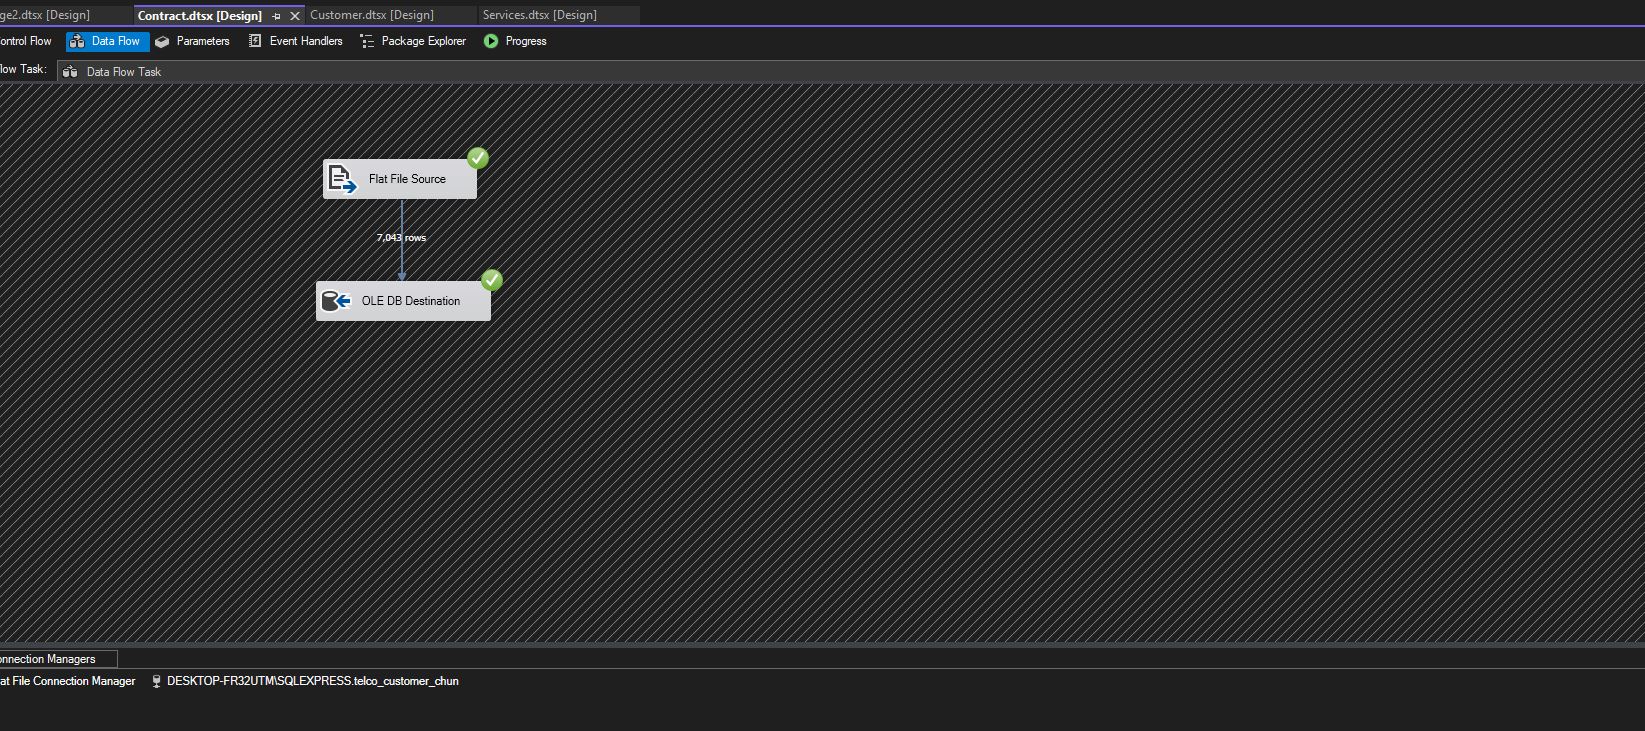 ge2.dtsx [Design] Contract.dtsx [Design] Customer.dtsx [Design] Services.dtsx [Design]
ontrol Flow Data Flow Parameters Event Handlers Package Explorer Progress
low Task: Data Flow Task
Flat File Source
7,043 rows
OLE DB Destination
onnection Managers
at File Connection Manager DESKTOP-FR32UTM\SQLEXPRESS.telco_customer_chun